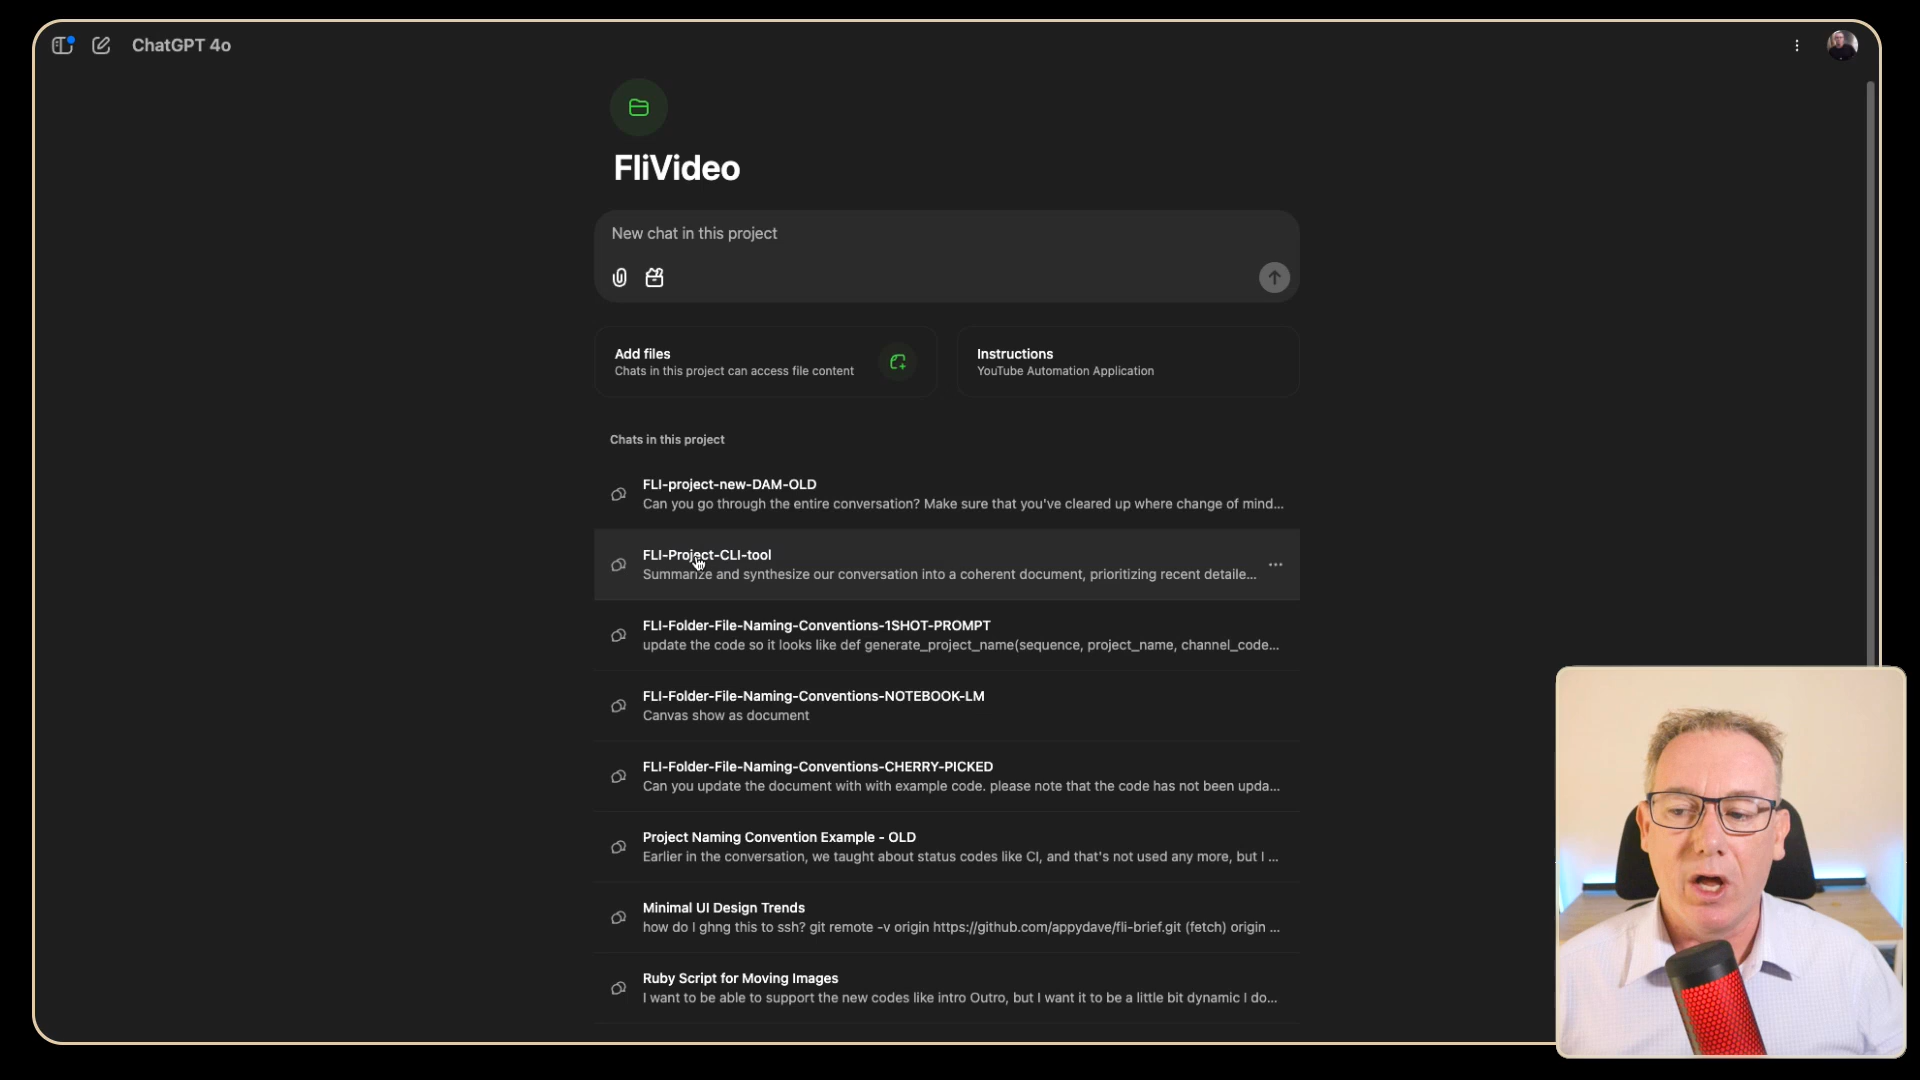 ChatGPT 4o
FliVideo
New chat in this project
Add files
Chats in this project can access file content
Instructions
YouTube Automation Application
Chats in this project
FLI-project-new-DAM-OLD
Can you go through the entire conversation? Make sure that you've cleared up where change of mind...
FLI-Project-CLI-tool
Summarize and synthesize our conversation into a coherent document, prioritizing recent detaile...
FLI-Folder-File-Naming-Conventions-1SHOT-PROMPT
update the code so it looks like def generate_project_name(sequence, project_name, channel_code...
FLI-Folder-File-Naming-Conventions-NOTEBOOK-LM
Canvas show as document
FLI-Folder-File-Naming-Conventions-CHERRY-PICKED
Can you update the document with with example code. please note that the code has not been upda...
Project Naming Convention Example - OLD
Earlier in the conversation, we taught about status codes like CI, and that's not used any more, but I ...
Minimal UI Design Trends
how do I ghng this to ssh? git remote -v origin https://github.com/appydave/fli-brief.git (fetch) origin ...
Ruby Script for Moving Images
I want to be able to support the new codes like intro Outro, but I want it to be a little bit dynamic I do...